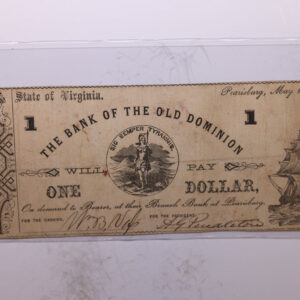 State of Virginia. Pearisburg, May
1 1
THE BANK OF THE OLD DOMINION
SIC SEMPER TYRANNIS
WILL PAY
ONE DOLLAR,
On demand to Bearer, at their Branch Bank at Pearisburg.
FOR THE CASHIER. FOR THE PRESIDENT.